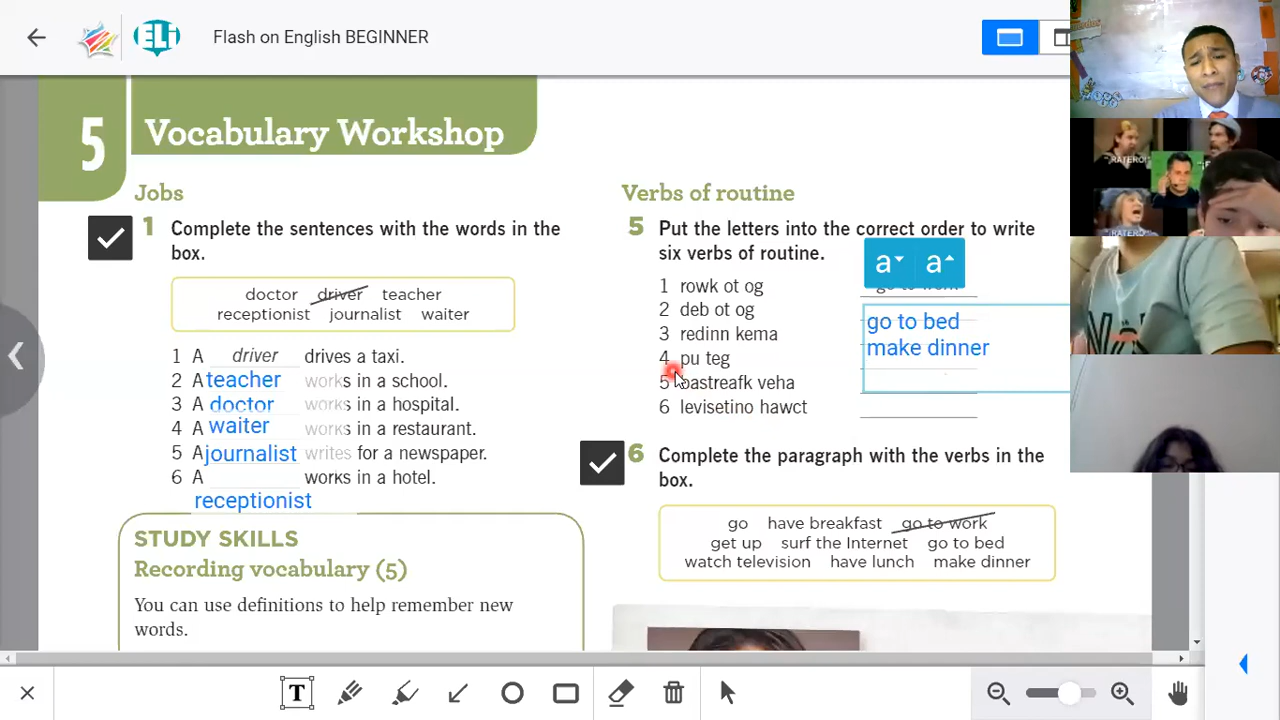 ELi
Flash on English BEGINNER
5
Vocabulary Workshop
Jobs
1 Complete the sentences with the words in the
box.
doctor driver teacher
receptionist journalist waiter
1 A driver drives a taxi.
2 A teacher works in a school.
3 A doctor works in a hospital.
4 A waiter works in a restaurant.
5 A journalist writes for a newspaper.
6 A works in a hotel.
receptionist
STUDY SKILLS
Recording vocabulary (5)
You can use definitions to help remember new
words.
Verbs of routine
5 Put the letters into the correct order to write
six verbs of routine.
a a
1 rowk ot og go to work
2 deb ot og go to bed
3 redinn kema make dinner
4 pu teg
5 bastreafk veha
6 levisetino hawct
6 Complete the paragraph with the verbs in the
box.
go have breakfast go to work
get up surf the Internet go to bed
watch television have lunch make dinner
T